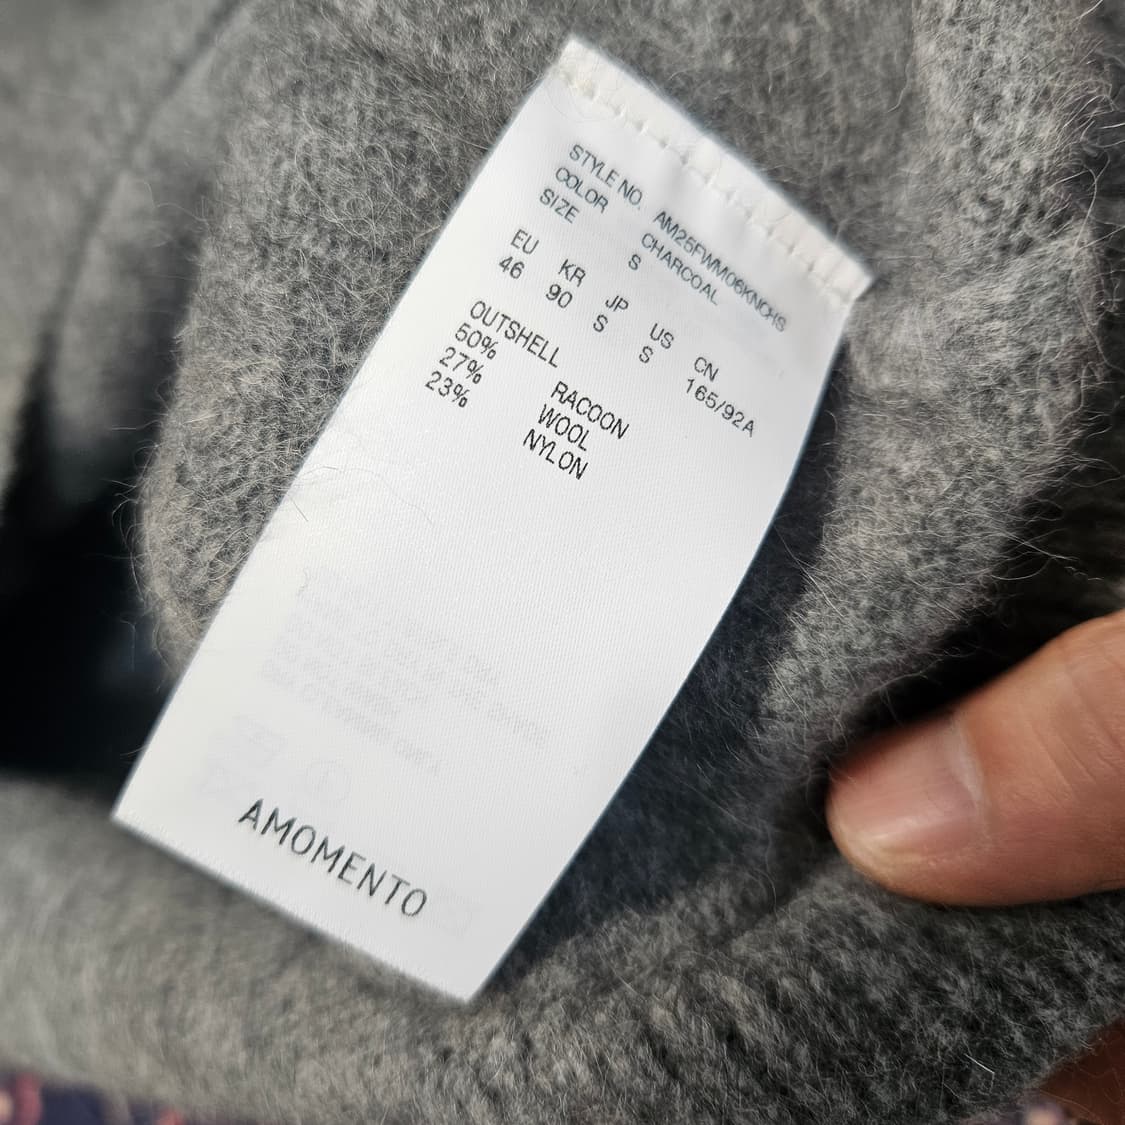 STYLE NO. AM25FWM06KNCHS
COLOR CHARCOAL
SIZE S
EU KR JP US CN
46 90 S S 165/92A
OUTSHELL
50% RACOON
27% WOOL
23% NYLON
AMOMENTO